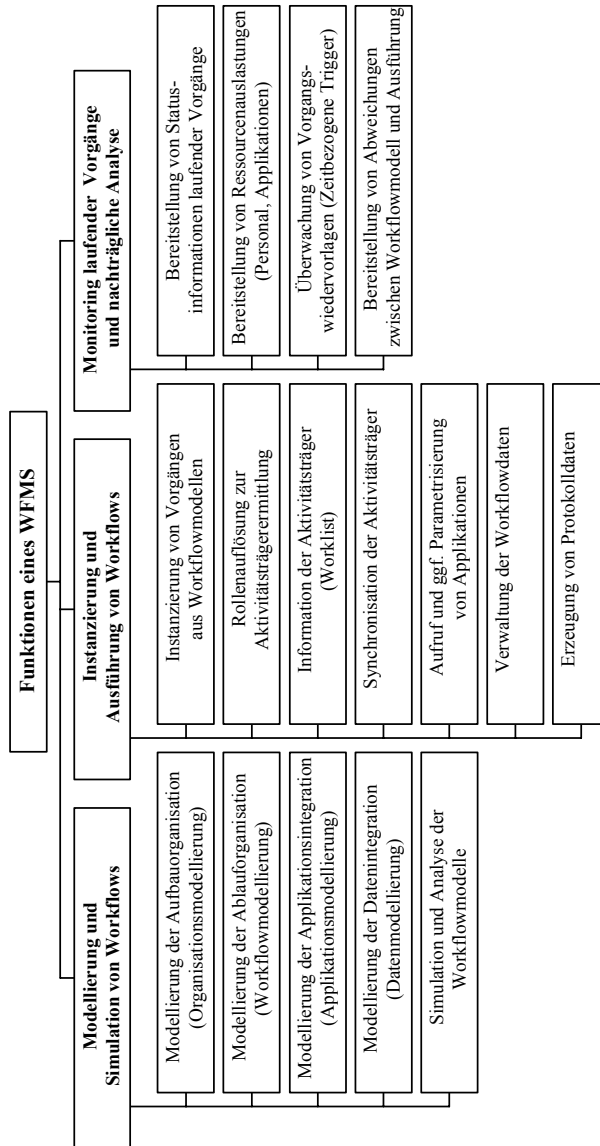 Funktionen eines WFMS
Modellierung und
Simulation von Workflows
Modellierung der Aufbauorganisation
(Organisationsmodellierung)
Modellierung der Ablauforganisation
(Workflowmodellierung)
Modellierung der Applikationsintegration
(Applikationsmodellierung)
Modellierung der Datenintegration
(Datenmodellierung)
Simulation und Analyse der
Workflowmodelle
Instanzierung und
Ausführung von Workflows
Instanzierung von Vorgängen
aus Workflowmodellen
Rollenauflösung zur
Aktivitätsträgerermittlung
Information der Aktivitätsträger
(Worklist)
Synchronisation der Aktivitätsträger
Aufruf und ggf. Parametrisierung
von Applikationen
Verwaltung der Workflowdaten
Erzeugung von Protokolldaten
Monitoring laufender Vorgänge
und nachträgliche Analyse
Bereitstellung von Status-
informationen laufender Vorgänge
Bereitstellung von Ressourcenauslastungen
(Personal, Applikationen)
Überwachung von Vorgangs-
wiedervorlagen (Zeitbezogene Trigger)
Bereitstellung von Abweichungen
zwischen Workflowmodell und Ausführung